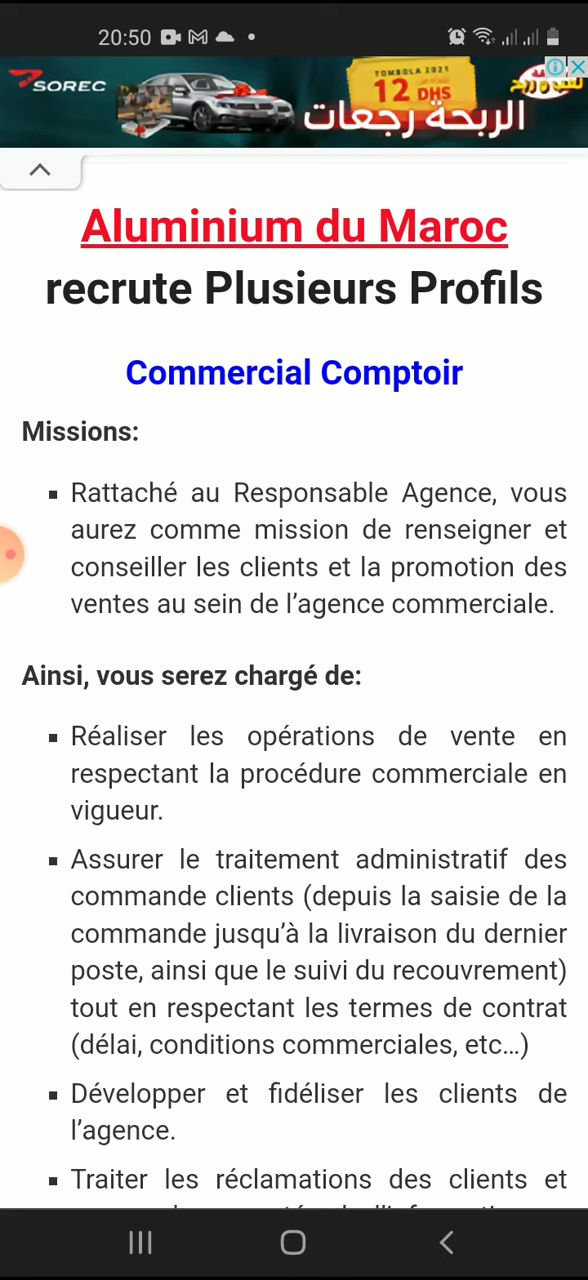 20:50
SOREC
TOMBOLA 2021
12 DHS
الربحة رجعات
Aluminium du Maroc
recrute Plusieurs Profils
Commercial Comptoir
Missions:
Rattaché au Responsable Agence, vous
aurez comme mission de renseigner et
conseiller les clients et la promotion des
ventes au sein de l’agence commerciale.
Ainsi, vous serez chargé de:
Réaliser les opérations de vente en
respectant la procédure commerciale en
vigueur.
Assurer le traitement administratif des
commande clients (depuis la saisie de la
commande jusqu’à la livraison du dernier
poste, ainsi que le suivi du recouvrement)
tout en respectant les termes de contrat
(délai, conditions commerciales, etc…)
Développer et fidéliser les clients de
l’agence.
Traiter les réclamations des clients et